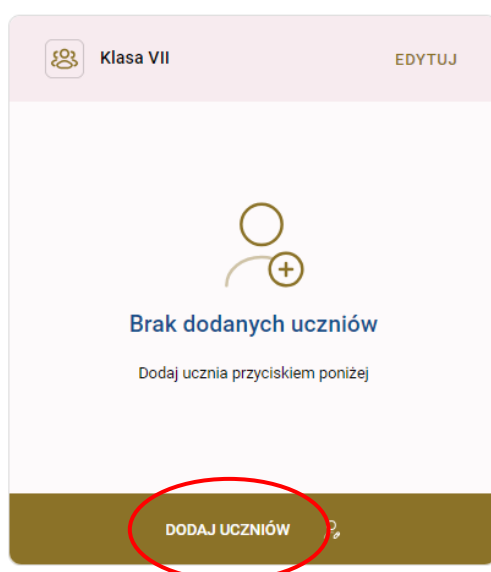 Klasa VII
EDYTUJ
Brak dodanych uczniów
Dodaj ucznia przyciskiem poniżej
DODAJ UCZNIÓW